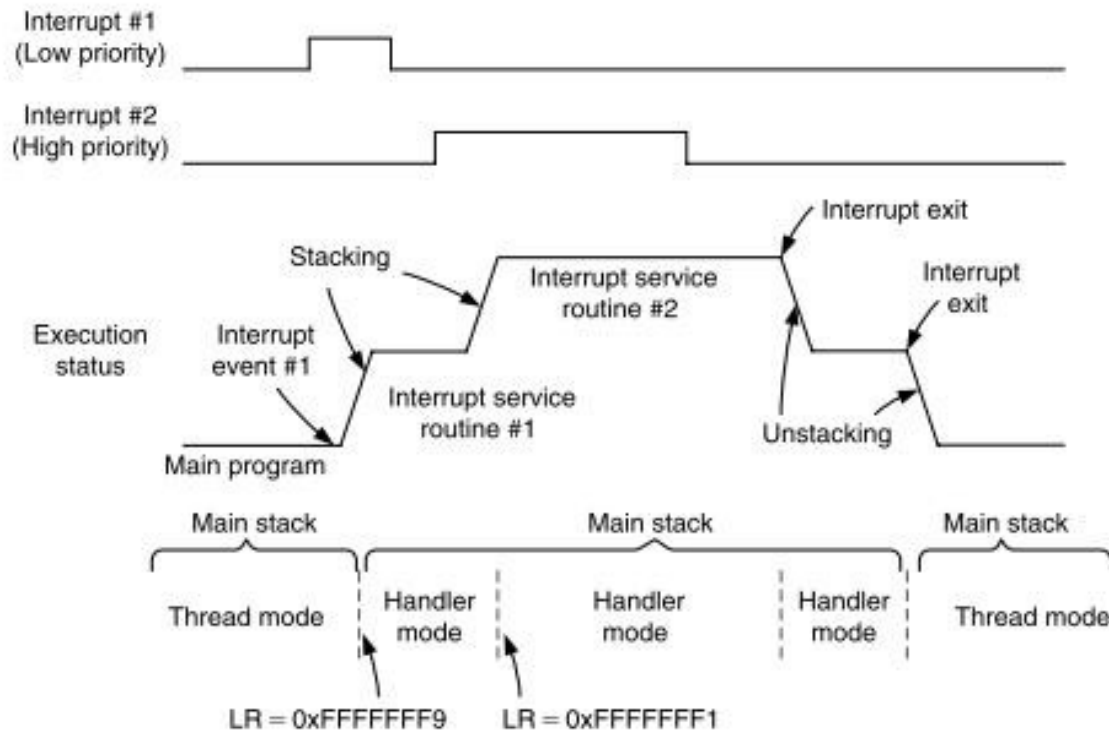 Interrupt #1
(Low priority)
Interrupt #2
(High priority)
Interrupt exit
Stacking
Interrupt service
routine #2
Interrupt
exit
Execution
status
Interrupt
event #1
Interrupt service
routine #1
Unstacking
Main program
Main stack
Main stack
Main stack
Thread mode
Handler
mode
Handler
mode
Handler
mode
Thread mode
LR = 0xFFFFFFF9
LR = 0xFFFFFFF1